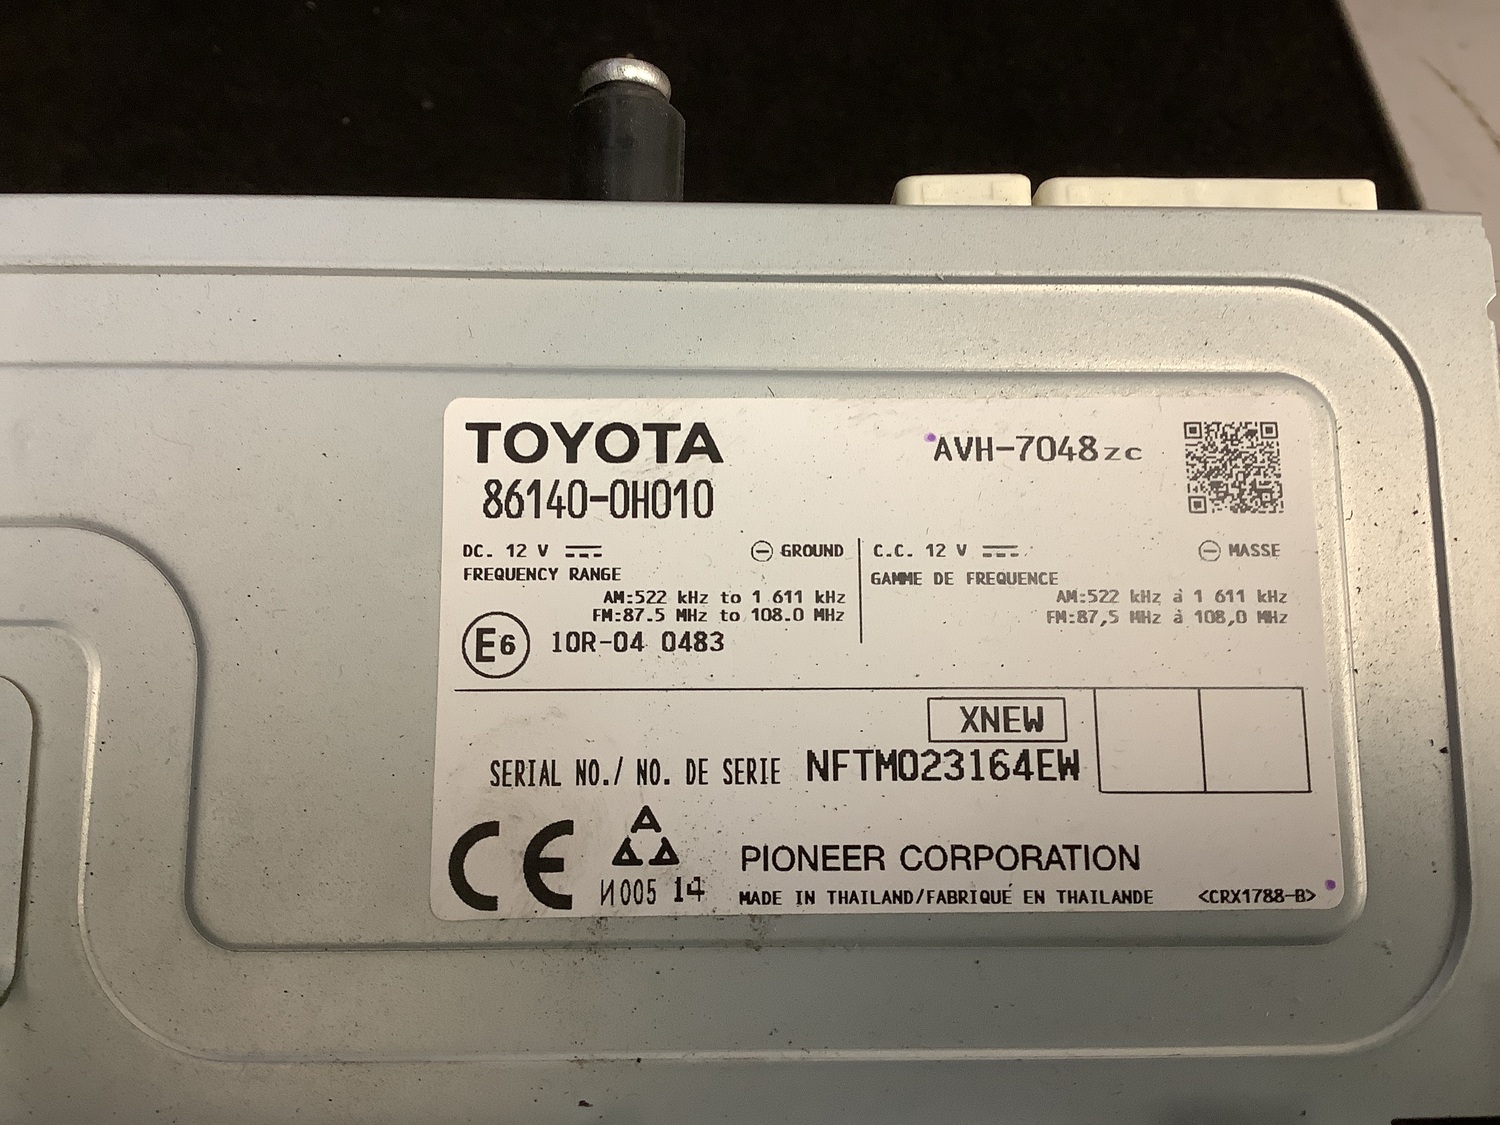 TOYOTA
86140-0H010
AVH-7048zc
DC. 12 V
GROUND
FREQUENCY RANGE
AM:522 kHz to 1 611 kHz
FM:87.5 MHz to 108.0 MHz
C.C. 12 V
MASSE
GAMME DE FREQUENCE
AM:522 kHz à 1 611 kHz
FM:87,5 MHz à 108,0 MHz
E6 10R-04 0483
XNEW
SERIAL NO./ NO. DE SERIE NFTM023164EW
CE
И005 14
PIONEER CORPORATION
MADE IN THAILAND/FABRIQUÉ EN THAILANDE
<CRX1788-B>